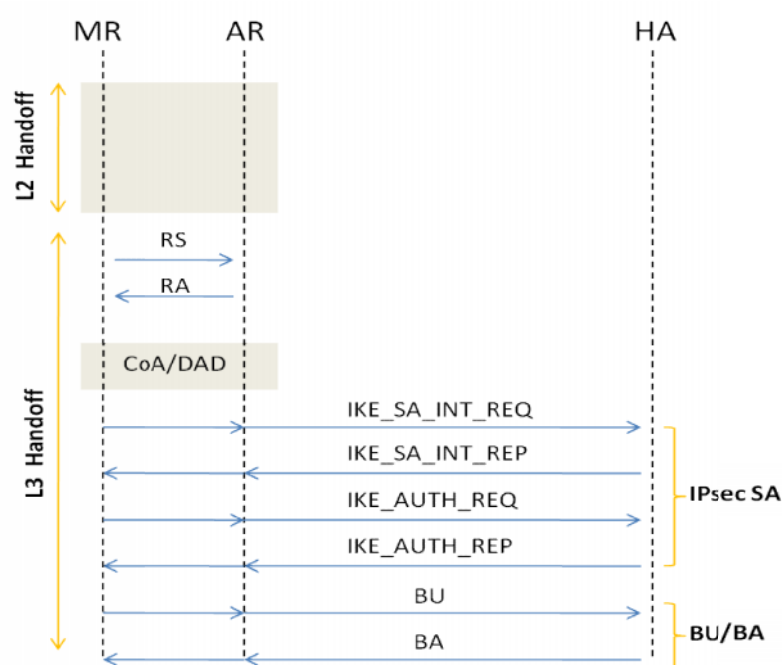 MR AR HA
L2 Handoff
RS
RA
CoA/DAD
L3 Handoff
IKE_SA_INT_REQ
IKE_SA_INT_REP
IPsec SA
IKE_AUTH_REQ
IKE_AUTH_REP
BU
BU/BA
BA